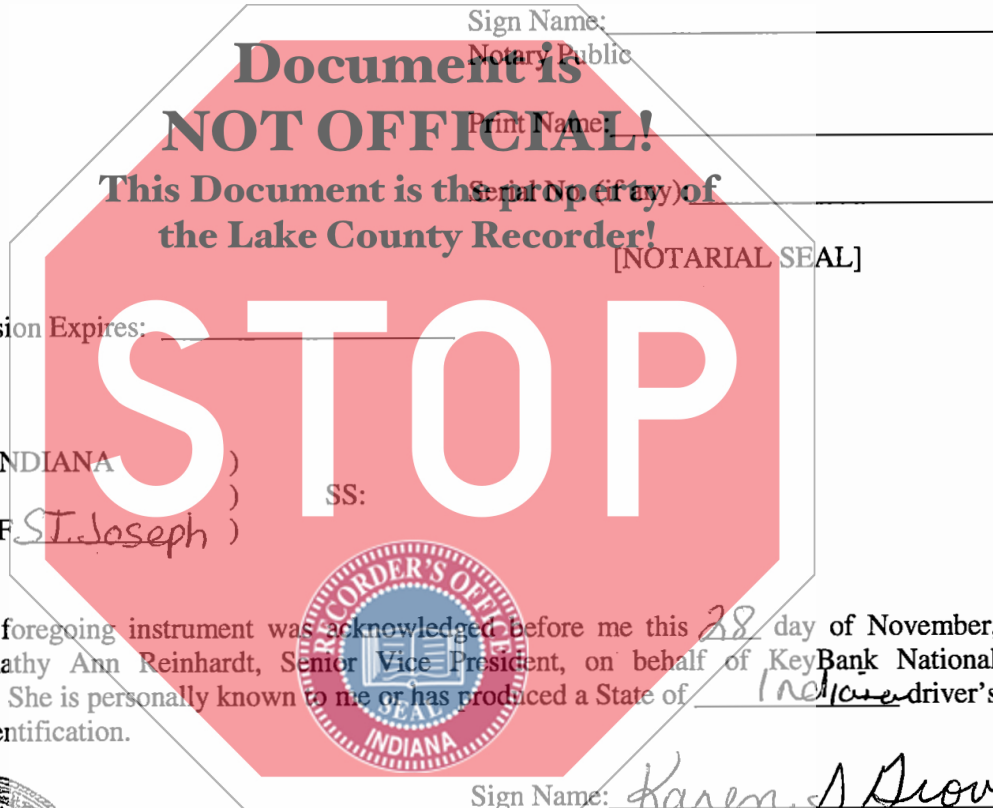 Sign Name:
Notary Public
Document is
NOT OFFICIAL!
Print Name:
This Document is the property of
Serial No. (if any):
the Lake County Recorder!
[NOTARIAL SEAL]
sion Expires:
STOP
NDIANA )
) SS:
F St. Joseph )
RECORDER'S OFFICE
foregoing instrument was acknowledged before me this 28 day of November,
athy Ann Reinhardt, Senior Vice President, on behalf of KeyBank National
She is personally known to me or has produced a State of Indiana driver's
entification.
SEAL
INDIANA
Sign Name: Karen